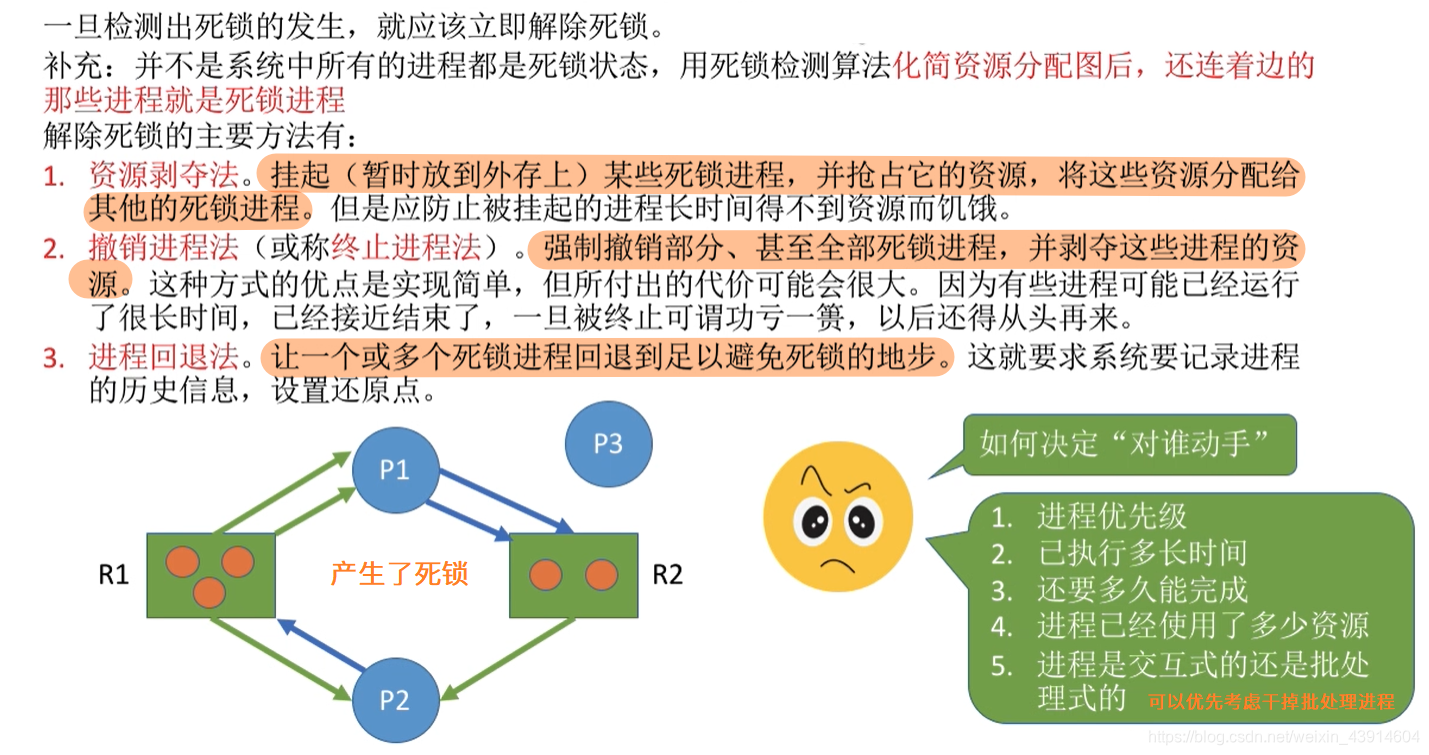 一旦检测出死锁的发生，就应该立即解除死锁。
补充：并不是系统中所有的进程都是死锁状态，用死锁检测算法化简资源分配图后，还连着边的
那些进程就是死锁进程
解除死锁的主要方法有：
1. 资源剥夺法。挂起（暂时放到外存上）某些死锁进程，并抢占它的资源，将这些资源分配给
其他的死锁进程。但是应防止被挂起的进程长时间得不到资源而饥饿。
2. 撤销进程法（或称终止进程法）。强制撤销部分、甚至全部死锁进程，并剥夺这些进程的资
源。这种方式的优点是实现简单，但所付出的代价可能会很大。因为有些进程可能已经运行
了很长时间，已经接近结束了，一旦被终止可谓功亏一篑，以后还得从头再来。
3. 进程回退法。让一个或多个死锁进程回退到足以避免死锁的地步。这就要求系统要记录进程
的历史信息，设置还原点。
P1
P3
R1
产生了死锁
R2
P2
如何决定“对谁动手”
1. 进程优先级
2. 已执行多长时间
3. 还要多久能完成
4. 进程已经使用了多少资源
5. 进程是交互式的还是批处
理式的 可以优先考虑干掉批处理进程
https://blog.csdn.net/weixin_43914604